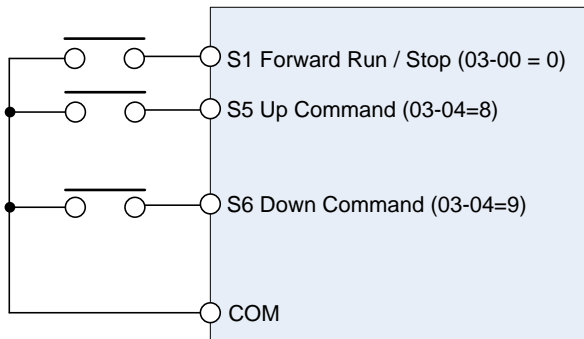 S1 Forward Run / Stop (03-00 = 0)
S5 Up Command (03-04=8)
S6 Down Command (03-04=9)
COM